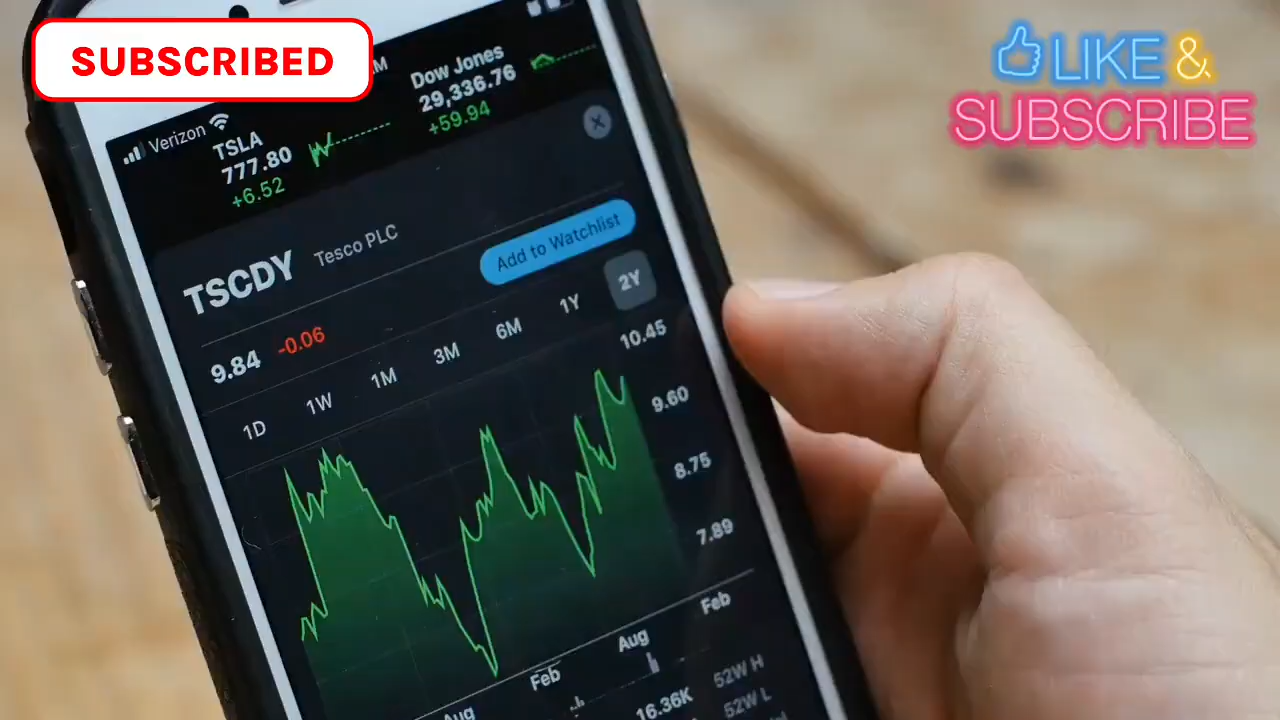 SUBSCRIBED
LIKE &
SUBSCRIBE
M
Verizon
TSLA
777.80
+6.52
Dow Jones
29,336.76
+59.94
TSCDY Tesco PLC
Add to Watchlist
9.84 -0.06
1D 1W 1M 3M 6M 1Y 2Y
10.45
9.60
8.75
7.89
Aug Feb Aug Feb
16.36K 52W H
52W L